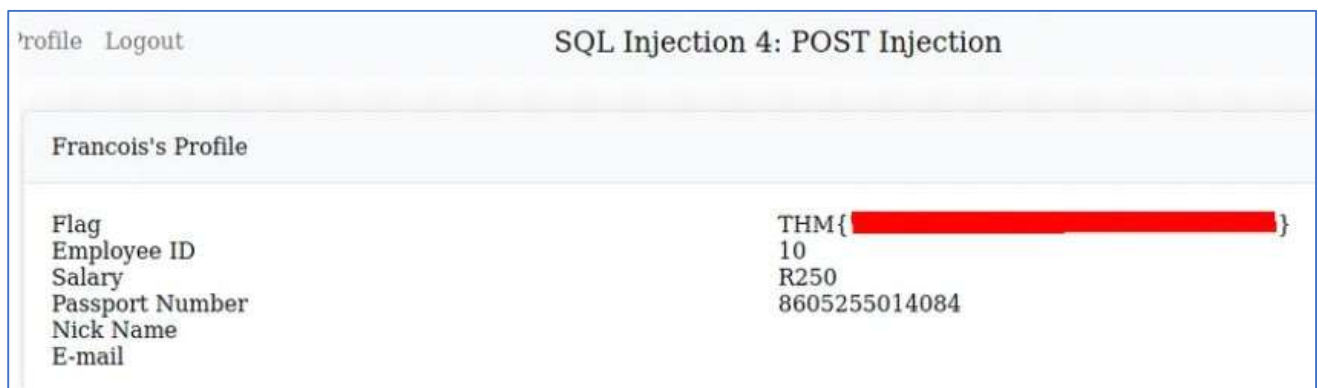 Profile Logout SQL Injection 4: POST Injection
Francois's Profile
Flag THM{ }
Employee ID 10
Salary R250
Passport Number 8605255014084
Nick Name
E-mail